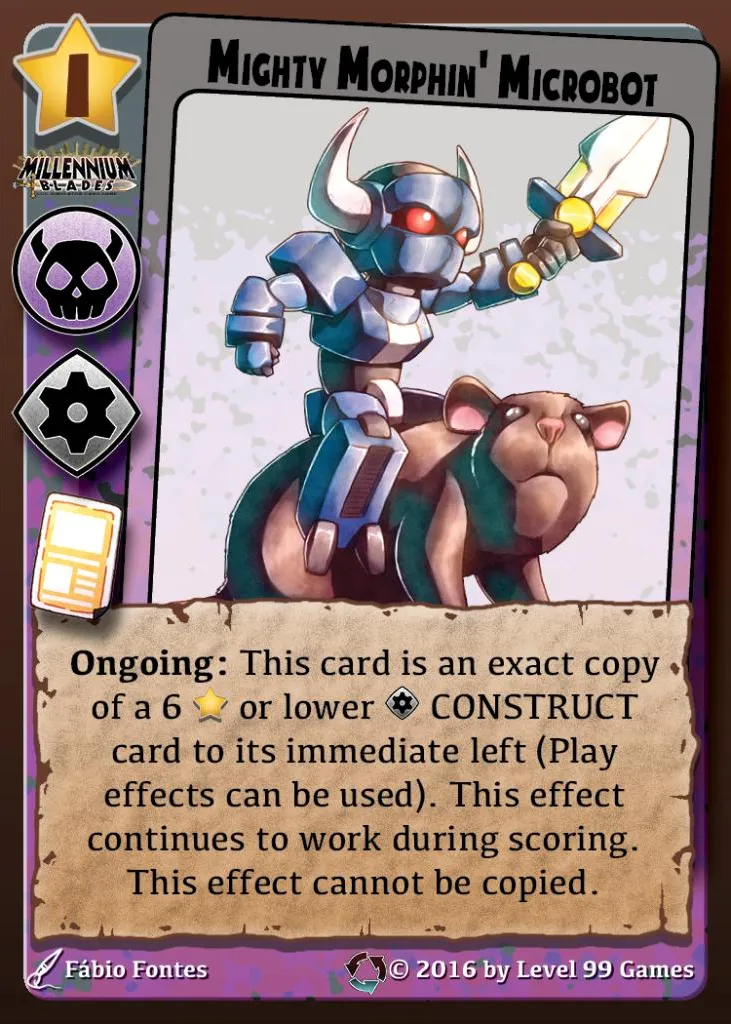 MIGHTY MORPHIN' MICROBOT
1
MILLENNIUM
BLADES
Ongoing: This card is an exact copy
of a 6 or lower CONSTRUCT
card to its immediate left (Play
effects can be used). This effect
continues to work during scoring.
This effect cannot be copied.
Fábio Fontes
© 2016 by Level 99 Games